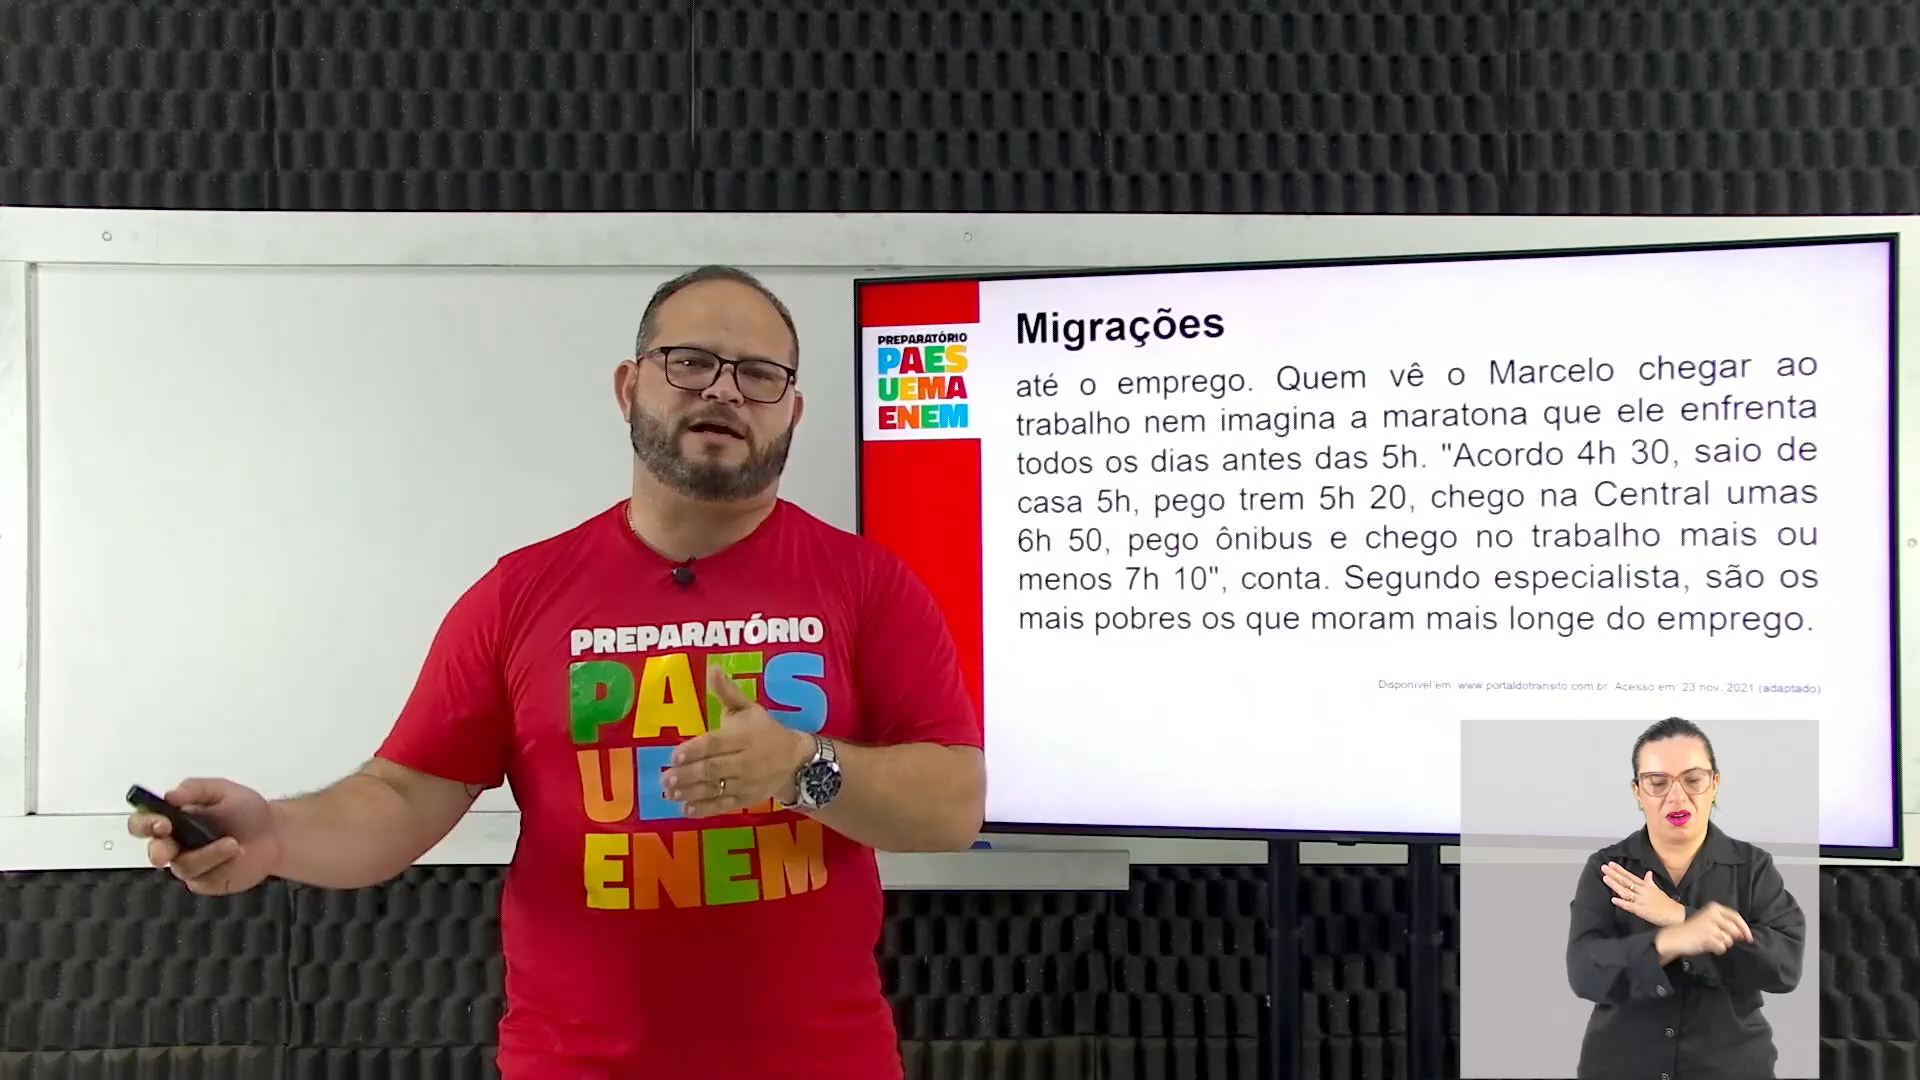 PREPARATÓRIO
PAES
UEMA
ENEM
Migrações
até o emprego. Quem vê o Marcelo chegar ao
trabalho nem imagina a maratona que ele enfrenta
todos os dias antes das 5h. "Acordo 4h 30, saio de
casa 5h, pego trem 5h 20, chego na Central umas
6h 50, pego ônibus e chego no trabalho mais ou
menos 7h 10", conta. Segundo especialista, são os
mais pobres os que moram mais longe do emprego.
Disponível em: www.portaldotransito.com.br. Acesso em: 23 nov. 2021 (adaptado)
PREPARATÓRIO
PAES
UE
ENEM